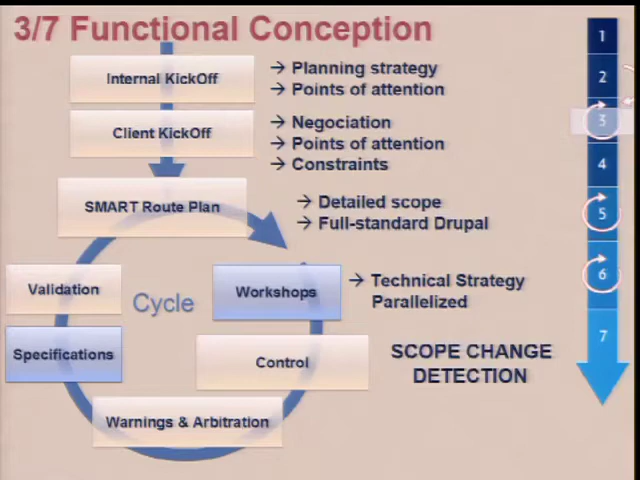 3/7 Functional Conception
Internal KickOff
→ Planning strategy
→ Points of attention
Client KickOff
→ Negociation
→ Points of attention
→ Constraints
SMART Route Plan
→ Detailed scope
→ Full-standard Drupal
Validation
Cycle
Workshops
→ Technical Strategy
Parallelized
Specifications
Control
SCOPE CHANGE
DETECTION
Warnings & Arbitration
1
2
3
4
5
6
7